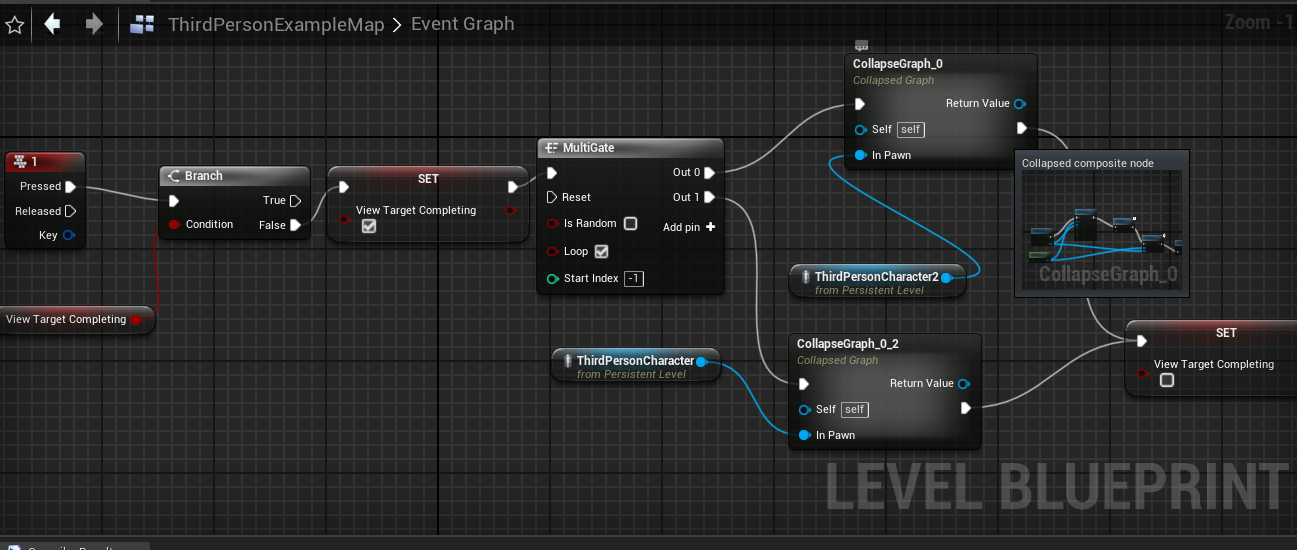 ThirdPersonExampleMap > Event Graph
Zoom -1
1
Pressed
Released
Key
View Target Completing
Branch
True
Condition
False
SET
View Target Completing
MultiGate
Out 0
Reset
Out 1
Is Random
Add pin +
Loop
Start Index -1
CollapseGraph_0
Collapsed Graph
Return Value
Self self
In Pawn
Collapsed composite node
CollapseGraph_0
ThirdPersonCharacter2
from Persistent Level
ThirdPersonCharacter
from Persistent Level
CollapseGraph_0_2
Collapsed Graph
Return Value
Self self
In Pawn
SET
View Target Completing
LEVEL BLUEPRINT